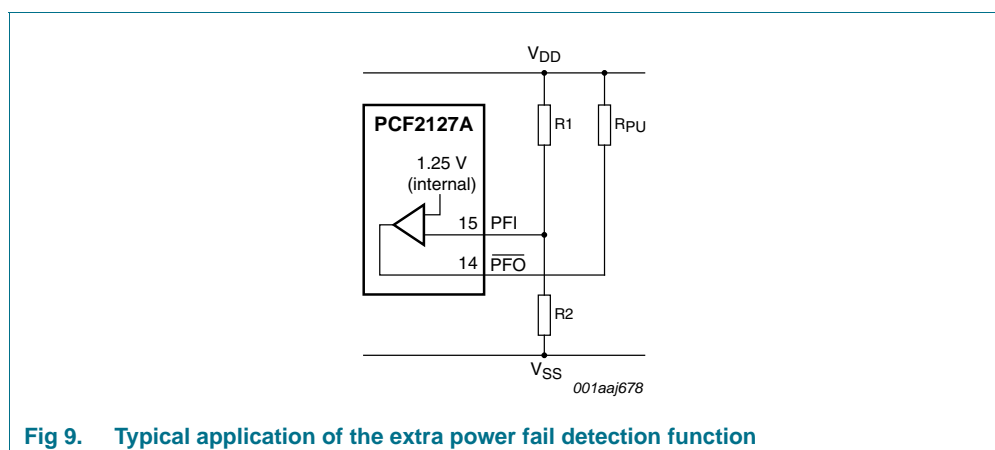 VDD
PCF2127A
R1
RPU
1.25 V
(internal)
15 PFI
14 PFO
R2
VSS
001aaj678
Fig 9. Typical application of the extra power fail detection function